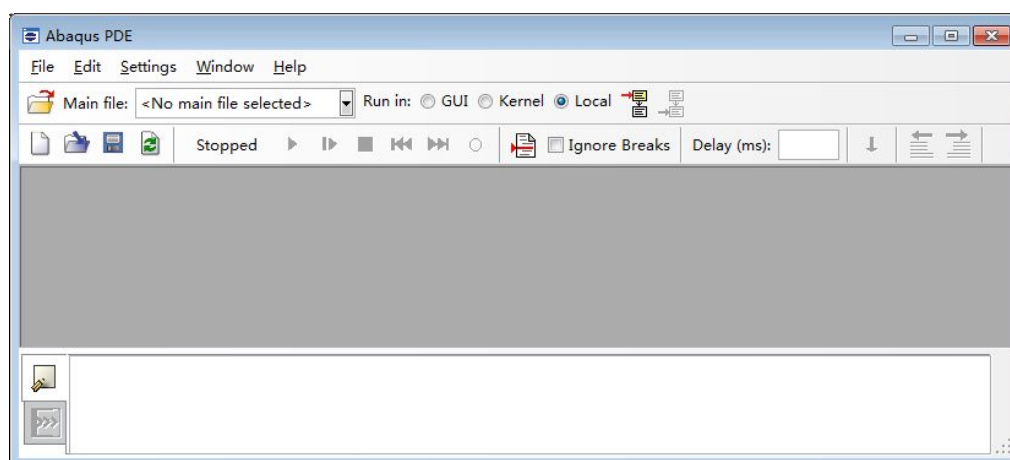 Abaqus PDE
File Edit Settings Window Help
Main file: <No main file selected> Run in: GUI Kernel Local
Stopped Ignore Breaks Delay (ms):
>>>